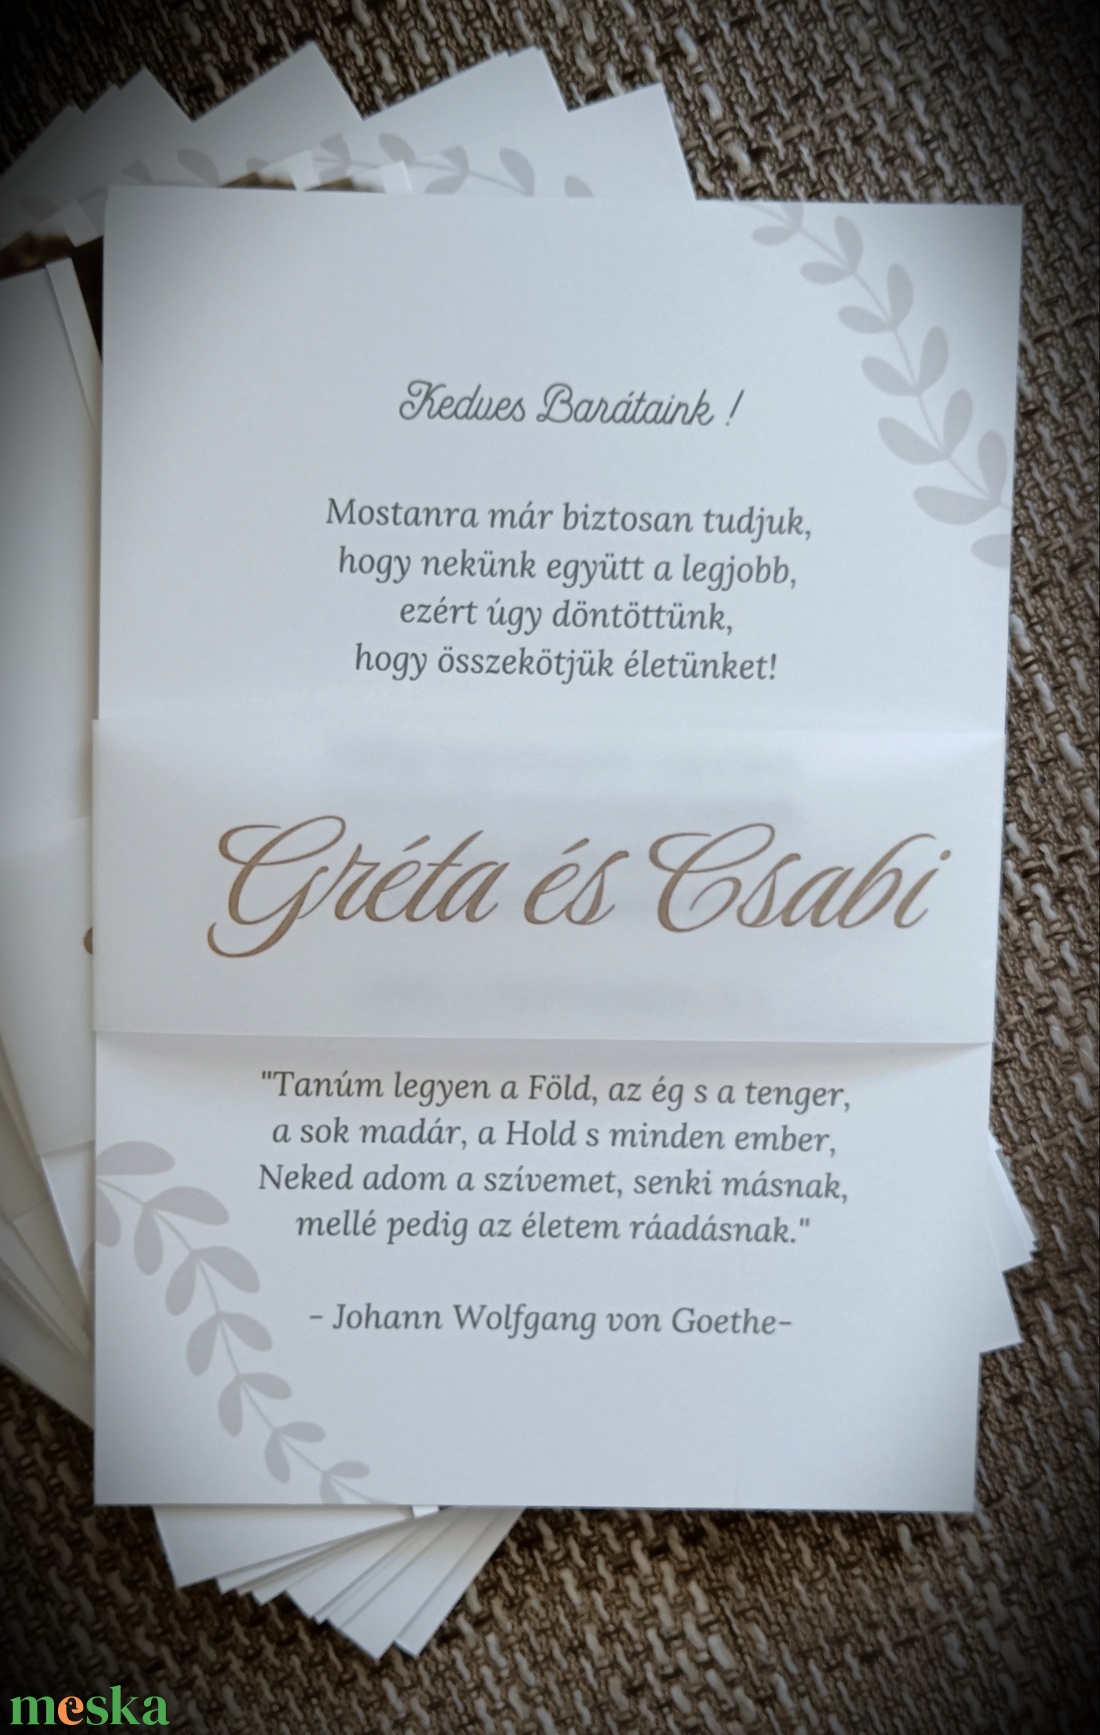 Kedves Barátaink !
Mostanra már biztosan tudjuk,
hogy nekünk együtt a legjobb,
ezért úgy döntöttünk,
hogy összekötjük életünket!
Gréta és Csabi
"Tanúm legyen a Föld, az ég s a tenger,
a sok madár, a Hold s minden ember,
Neked adom a szívemet, senki másnak,
mellé pedig az életem ráadásnak."
- Johann Wolfgang von Goethe-
meska